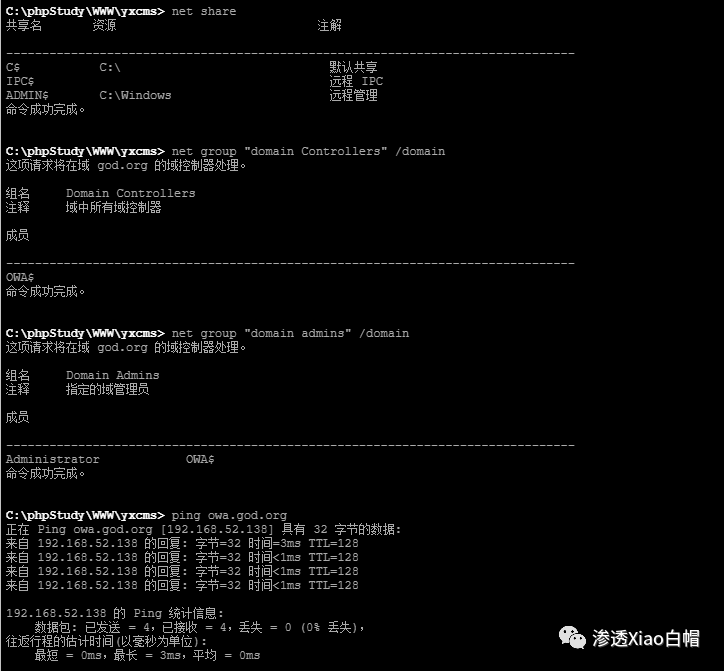 C:\phpStudy\WWW\yxcms> net share
共享名 资源 注解
-------------------------------------------------------------------------------
C$ C:\ 默认共享
IPC$ 远程 IPC
ADMIN$ C:\Windows 远程管理
命令成功完成。
C:\phpStudy\WWW\yxcms> net group "domain Controllers" /domain
这项请求将在域 god.org 的域控制器处理。
组名 Domain Controllers
注释 域中所有域控制器
成员
-------------------------------------------------------------------------------
OWA$
命令成功完成。
C:\phpStudy\WWW\yxcms> net group "domain admins" /domain
这项请求将在域 god.org 的域控制器处理。
组名 Domain Admins
注释 指定的域管理员
成员
-------------------------------------------------------------------------------
Administrator OWA$
命令成功完成。
C:\phpStudy\WWW\yxcms> ping owa.god.org
正在 Ping owa.god.org [192.168.52.138] 具有 32 字节的数据:
来自 192.168.52.138 的回复: 字节=32 时间=3ms TTL=128
来自 192.168.52.138 的回复: 字节=32 时间<1ms TTL=128
来自 192.168.52.138 的回复: 字节=32 时间<1ms TTL=128
来自 192.168.52.138 的回复: 字节=32 时间<1ms TTL=128
192.168.52.138 的 Ping 统计信息:
数据包: 已发送 = 4，已接收 = 4，丢失 = 0 (0% 丢失)，
往返行程的估计时间(以毫秒为单位):
最短 = 0ms，最长 = 3ms，平均 = 0ms
渗透Xiao白帽